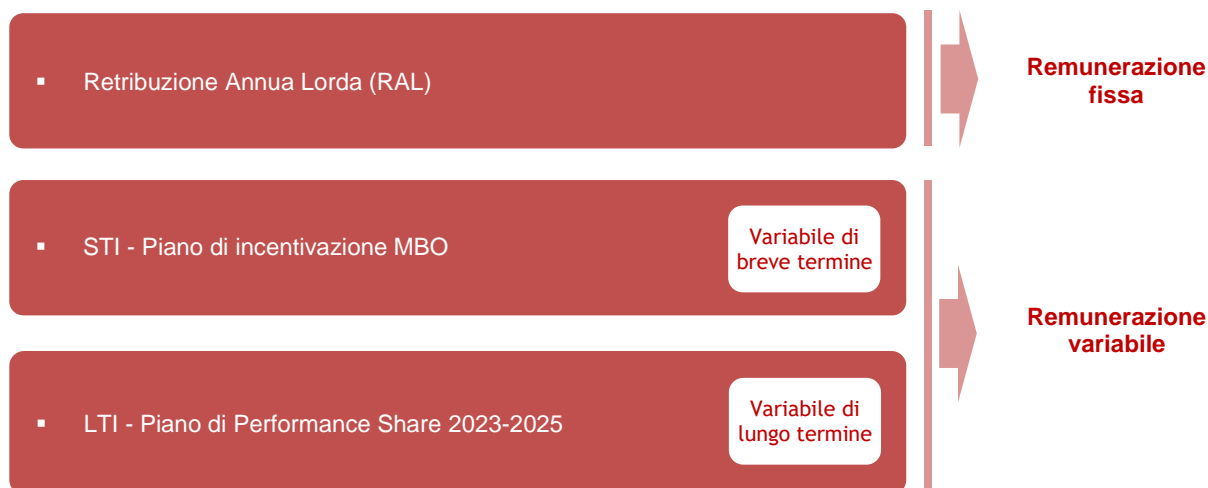 ▪ Retribuzione Annua Lorda (RAL)
Remunerazione
fissa
▪ STI - Piano di incentivazione MBO
Variabile di
breve termine
▪ LTI - Piano di Performance Share 2023-2025
Variabile di
lungo termine
Remunerazione
variabile